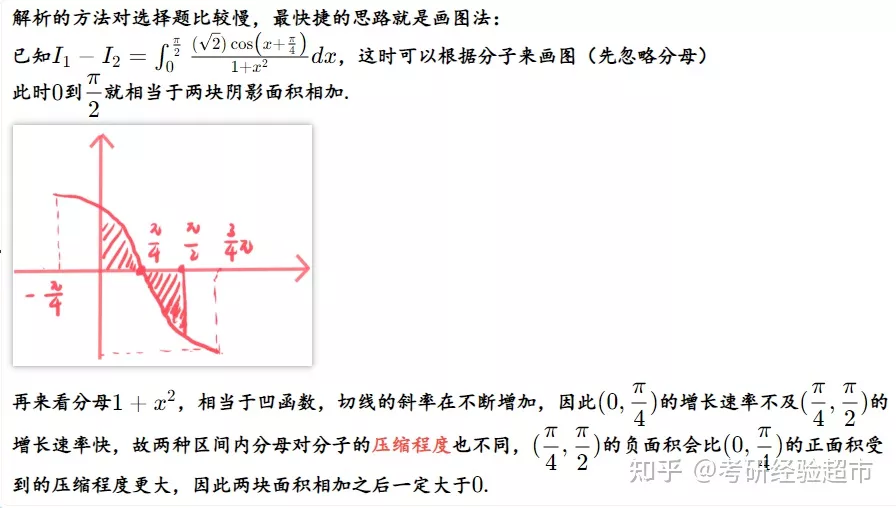 解析的方法对选择题比较慢，最快捷的思路就是画图法：
已知$I_1 - I_2 = \int_0^{\frac{\pi}{2}} \frac{(\sqrt{2})\cos(x+\frac{\pi}{4})}{1+x^2}dx$，这时可以根据分子来画图（先忽略分母）
此时0到$\frac{\pi}{2}$就相当于两块阴影面积相加.
$\frac{\pi}{4}$ $\frac{\pi}{2}$ $\frac{3}{4}\pi$
$-\frac{\pi}{4}$
再来看分母$1+x^2$，相当于凹函数，切线的斜率在不断增加，因此$(0,\frac{\pi}{4})$的增长速率不及$(\frac{\pi}{4},\frac{\pi}{2})$的
增长速率快，故两种区间内分母对分子的压缩程度也不同，$(\frac{\pi}{4},\frac{\pi}{2})$的负面积会比$(0,\frac{\pi}{4})$的正面积受
到的压缩程度更大，因此两块面积相加之后一定大于0.
知乎 @考研经验超市